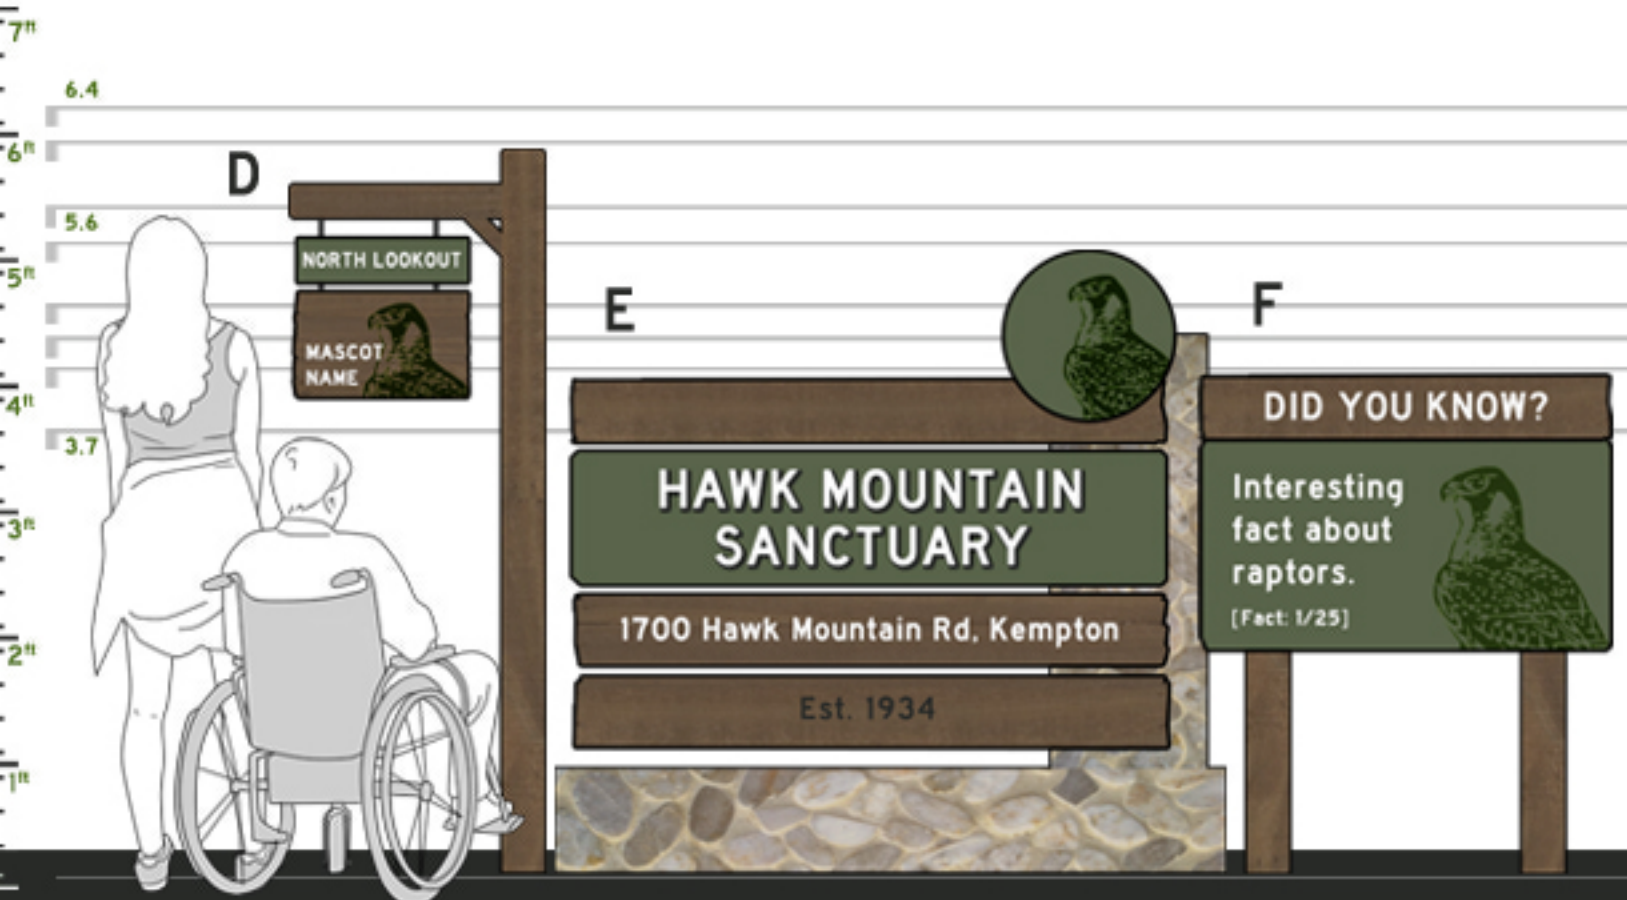 7ft
6.4
6ft
5.6
5ft
4ft
3.7
3ft
2ft
1ft
D
NORTH LOOKOUT
MASCOT
NAME
E
HAWK MOUNTAIN
SANCTUARY
1700 Hawk Mountain Rd, Kempton
Est. 1934
F
DID YOU KNOW?
Interesting
fact about
raptors.
[Fact: 1/25]